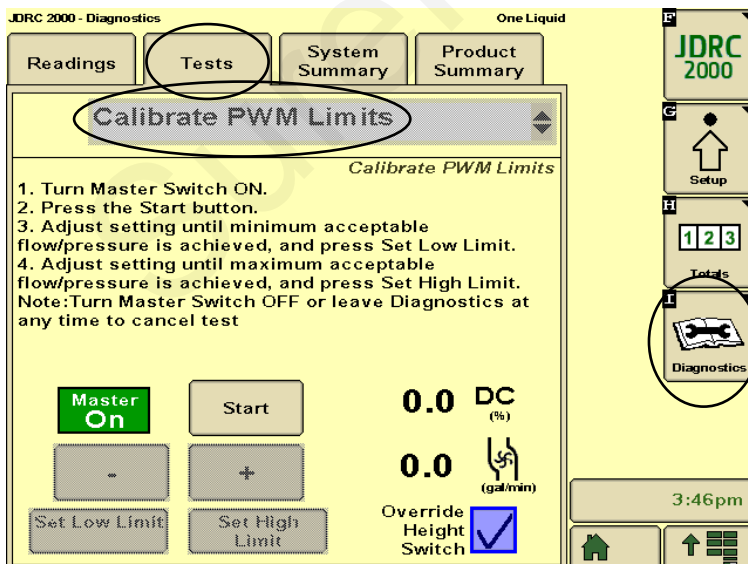 JDRC 2000 - Diagnostics
One Liquid
Readings
Tests
System
Summary
Product
Summary
Calibrate PWM Limits
Calibrate PWM Limits
1. Turn Master Switch ON.
2. Press the Start button.
3. Adjust setting until minimum acceptable
flow/pressure is achieved, and press Set Low Limit.
4. Adjust setting until maximum acceptable
flow/pressure is achieved, and press Set High Limit.
Note:Turn Master Switch OFF or leave Diagnostics at
any time to cancel test
Master
On
Start
0.0 DC
(%)
-
+
0.0
(gal/min)
Set Low Limit
Set High
Limit
Override
Height
Switch
F
JDRC
2000
G
Setup
H
1 2 3
Totals
I
Diagnostics
3:46pm